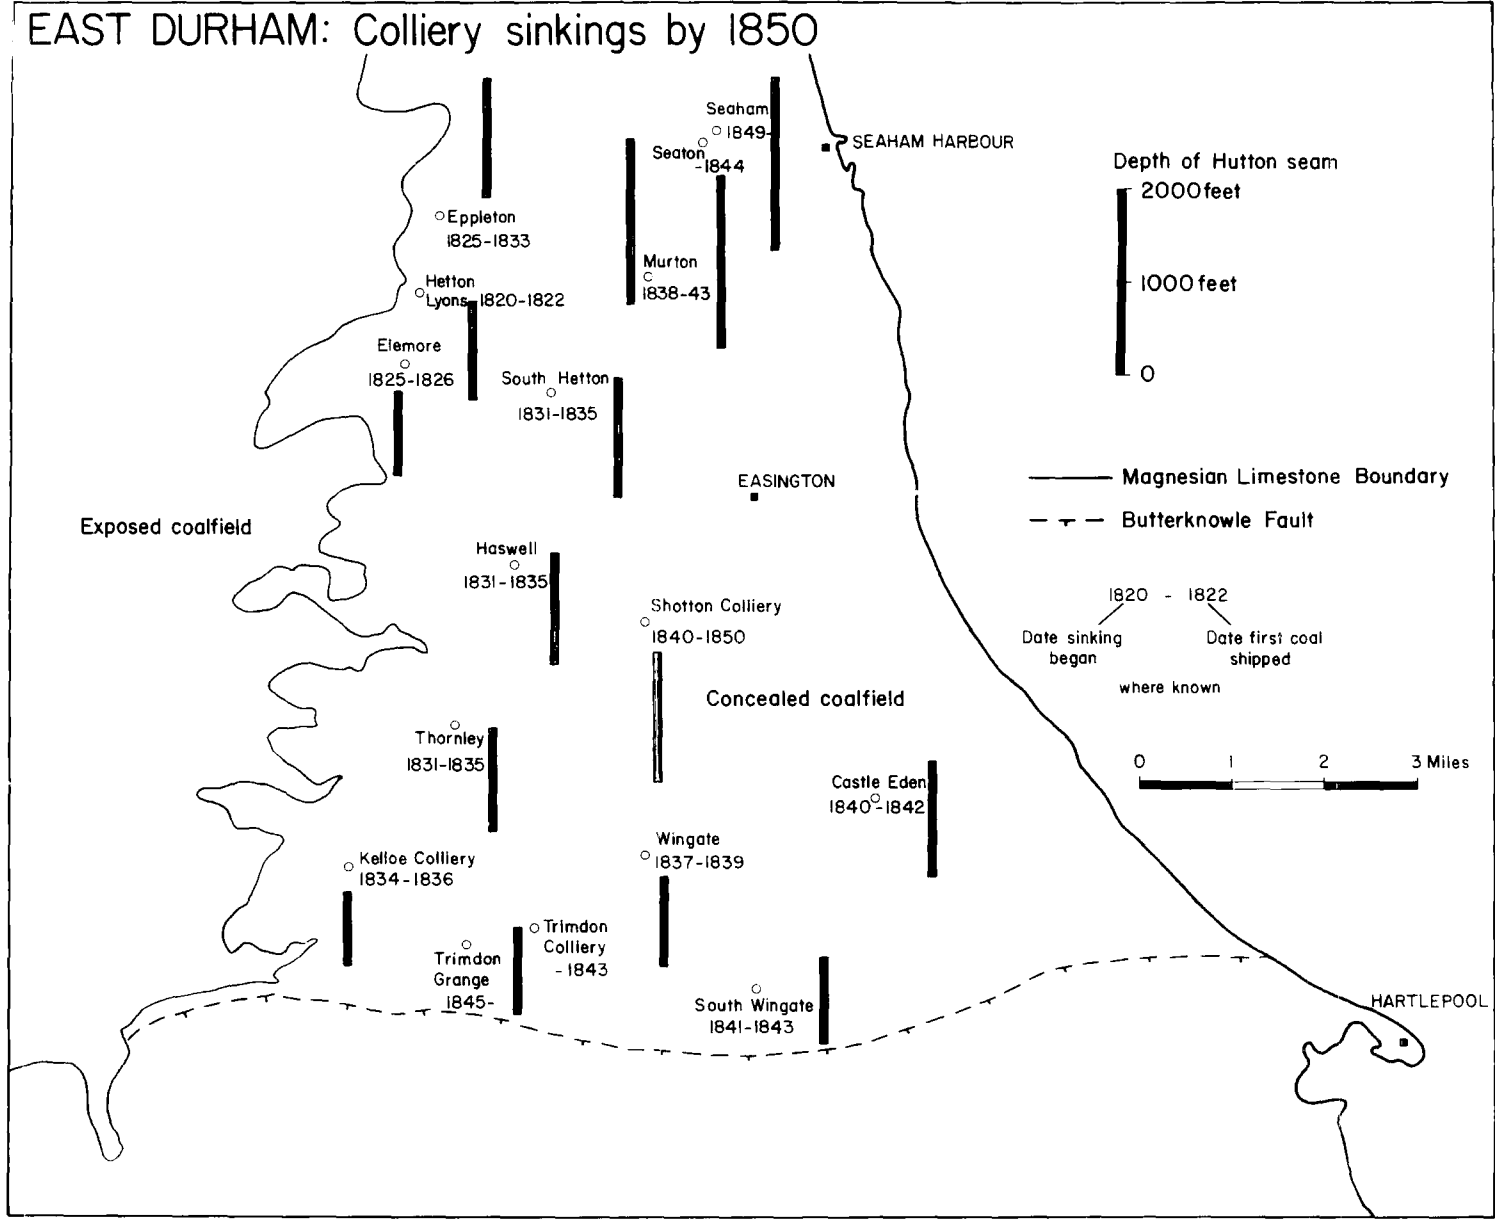 EAST DURHAM: Colliery sinkings by 1850
Seaham
1849-
Seaton
-1844
SEAHAM HARBOUR
Depth of Hutton seam
2000 feet
1000 feet
0
Eppleton
1825-1833
Murton
1838-43
Hetton
Lyons 1820-1822
Elemore
1825-1826
South Hetton
1831-1835
EASINGTON
Magnesian Limestone Boundary
Butterknowle Fault
Exposed coalfield
Haswell
1831-1835
Shotton Colliery
1840-1850
1820 - 1822
Date sinking
began
Date first coal
shipped
where known
Concealed coalfield
Thornley
1831-1835
Castle Eden
1840-1842
0 1 2 3 Miles
Wingate
1837-1839
Kelloe Colliery
1834-1836
Trimdon
Colliery
-1843
Trimdon
Grange
1845-
South Wingate
1841-1843
HARTLEPOOL